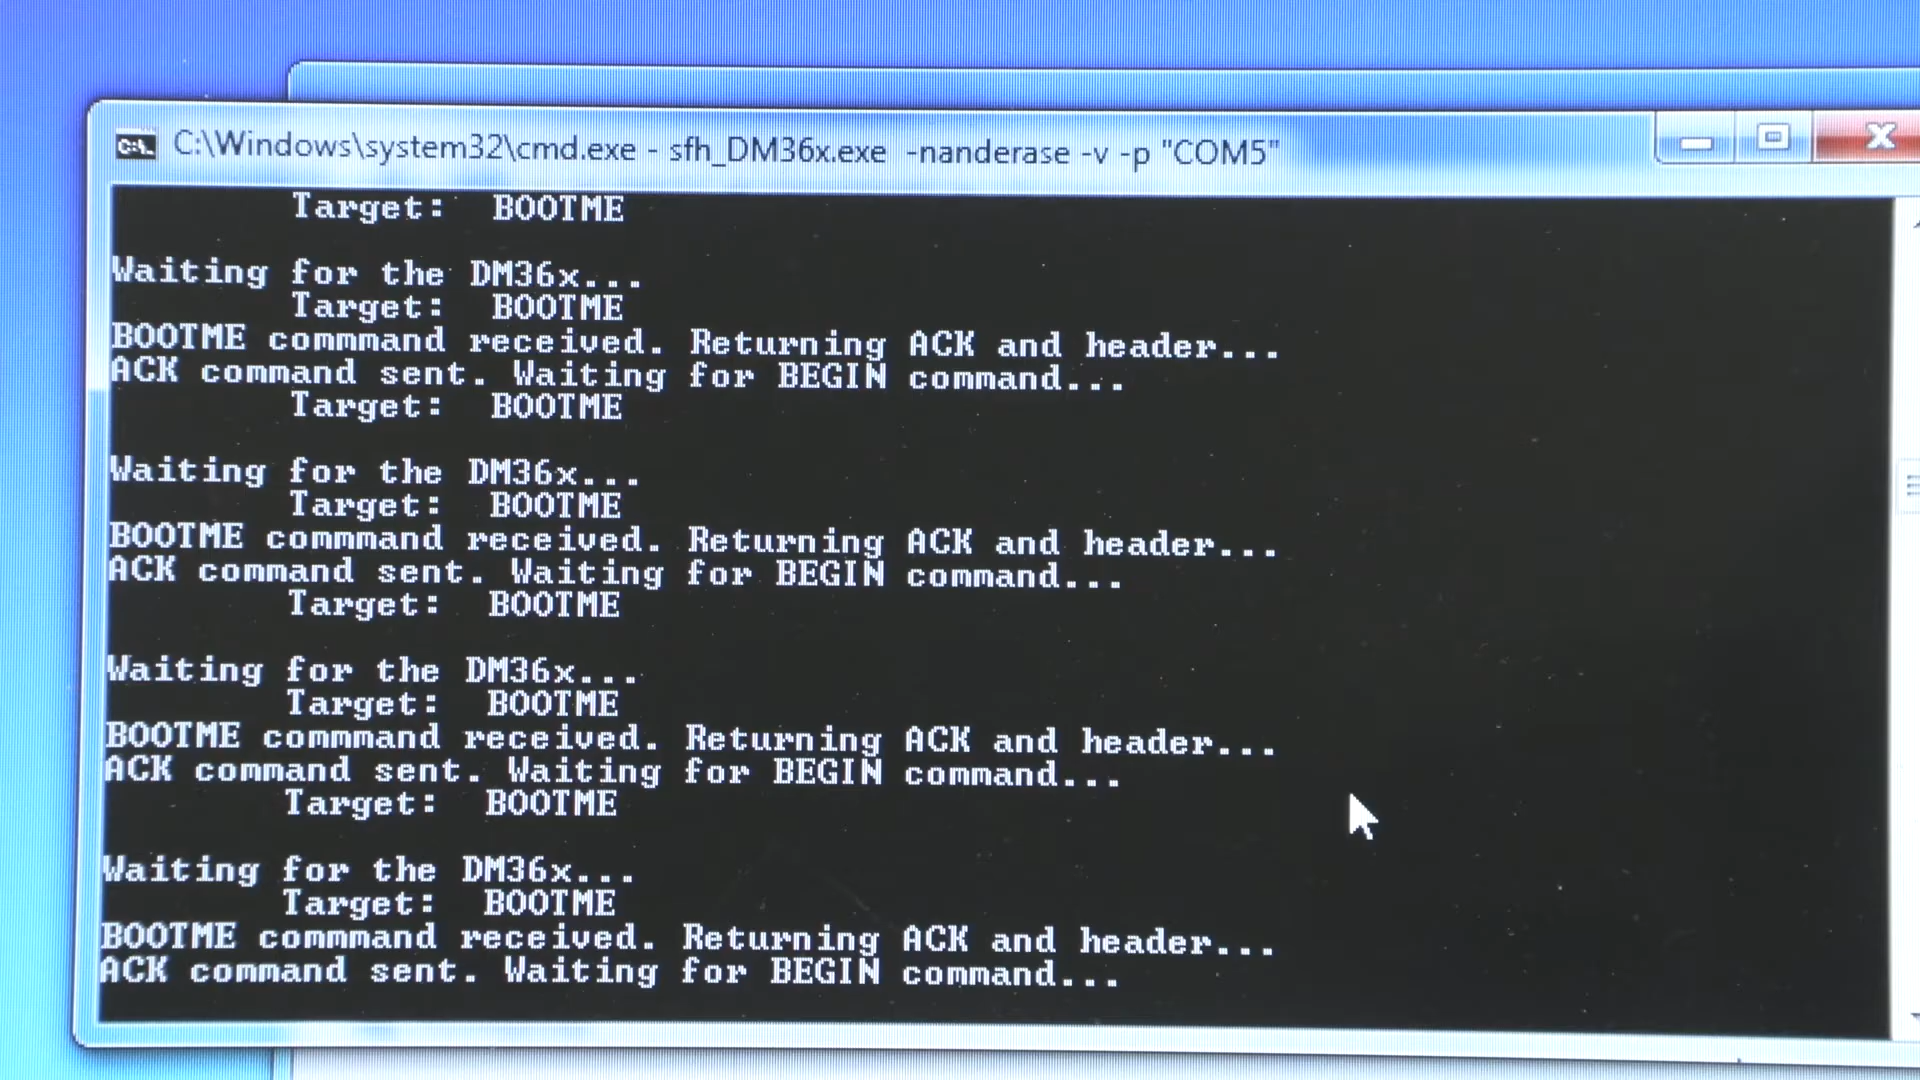 C:\Windows\system32\cmd.exe - sfh_DM36x.exe -nanderase -v -p "COM5"
Target: BOOTME
Waiting for the DM36x...
Target: BOOTME
BOOTME commmand received. Returning ACK and header...
ACK command sent. Waiting for BEGIN command...
Target: BOOTME
Waiting for the DM36x...
Target: BOOTME
BOOTME commmand received. Returning ACK and header...
ACK command sent. Waiting for BEGIN command...
Target: BOOTME
Waiting for the DM36x...
Target: BOOTME
BOOTME commmand received. Returning ACK and header...
ACK command sent. Waiting for BEGIN command...
Target: BOOTME
Waiting for the DM36x...
Target: BOOTME
BOOTME commmand received. Returning ACK and header...
ACK command sent. Waiting for BEGIN command...